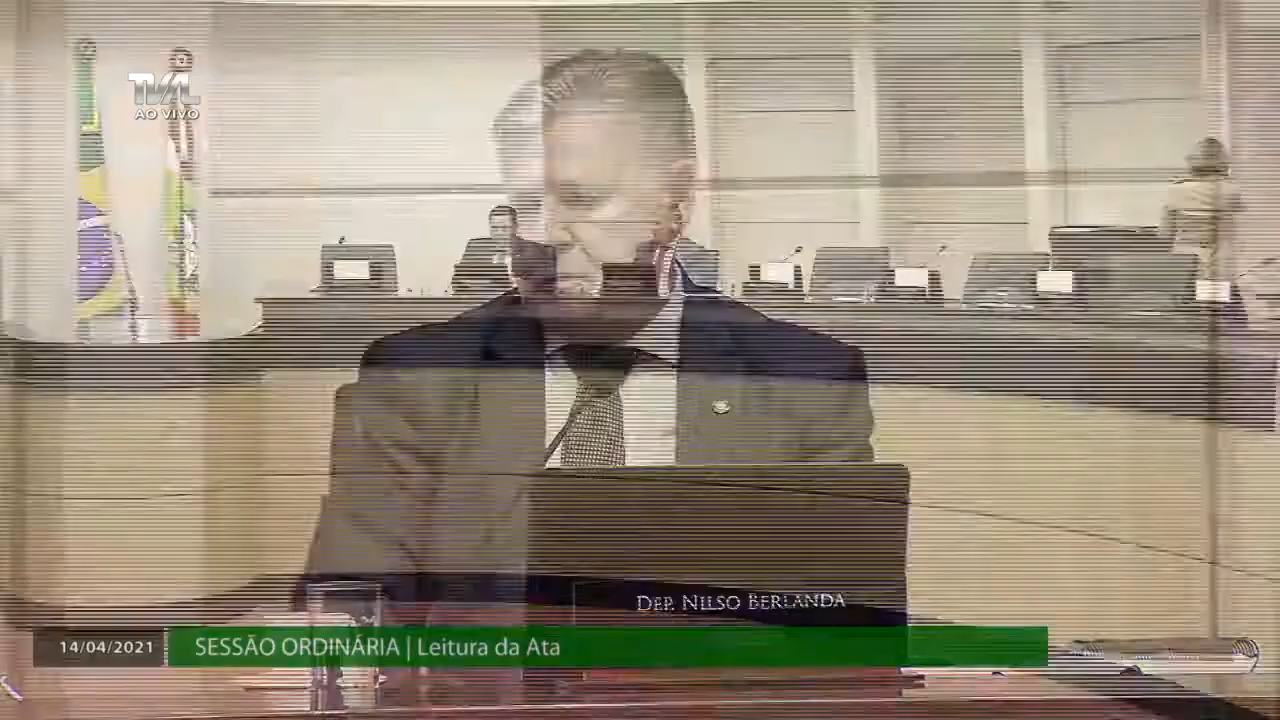 TVAL
AO VIVO
DEP. NILSO BERLANDA
14/04/2021
SESSÃO ORDINÁRIA | Leitura da Ata